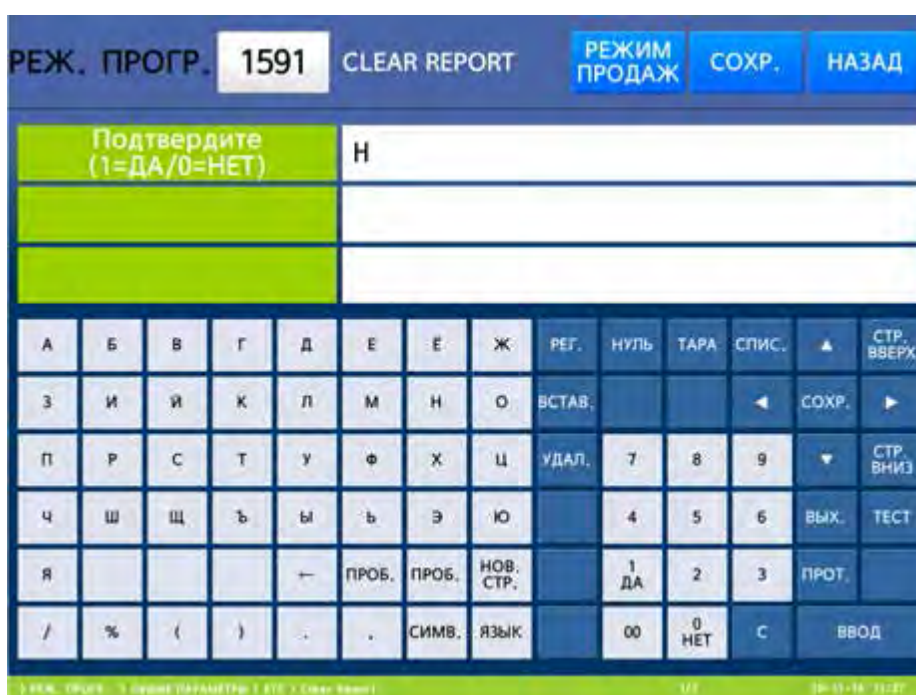 РЕЖ. ПРОГР. 1591 CLEAR REPORT РЕЖИМ ПРОДАЖ СОХР. НАЗАД
Подтвердите
(1=ДА/0=НЕТ) Н
А Б В Г Д Е Ё Ж РЕГ. НУЛЬ ТАРА СПИС. ▲ СТР. ВВЕРХ
З И Й К Л М Н О ВСТАВ. ◄ СОХР. ►
П Р С Т У Ф Х Ц УДАЛ. 7 8 9 ▼ СТР. ВНИЗ
Ч Ш Щ Ъ Ы Ь Э Ю 4 5 6 ВЫХ. ТЕСТ
Я ← ПРОБ. ПРОБ. НОВ. СТР. 1 ДА 2 3 ПРОТ.
/ % ( ) . . СИМВ. ЯЗЫК 00 0 НЕТ С ВВОД
1/1